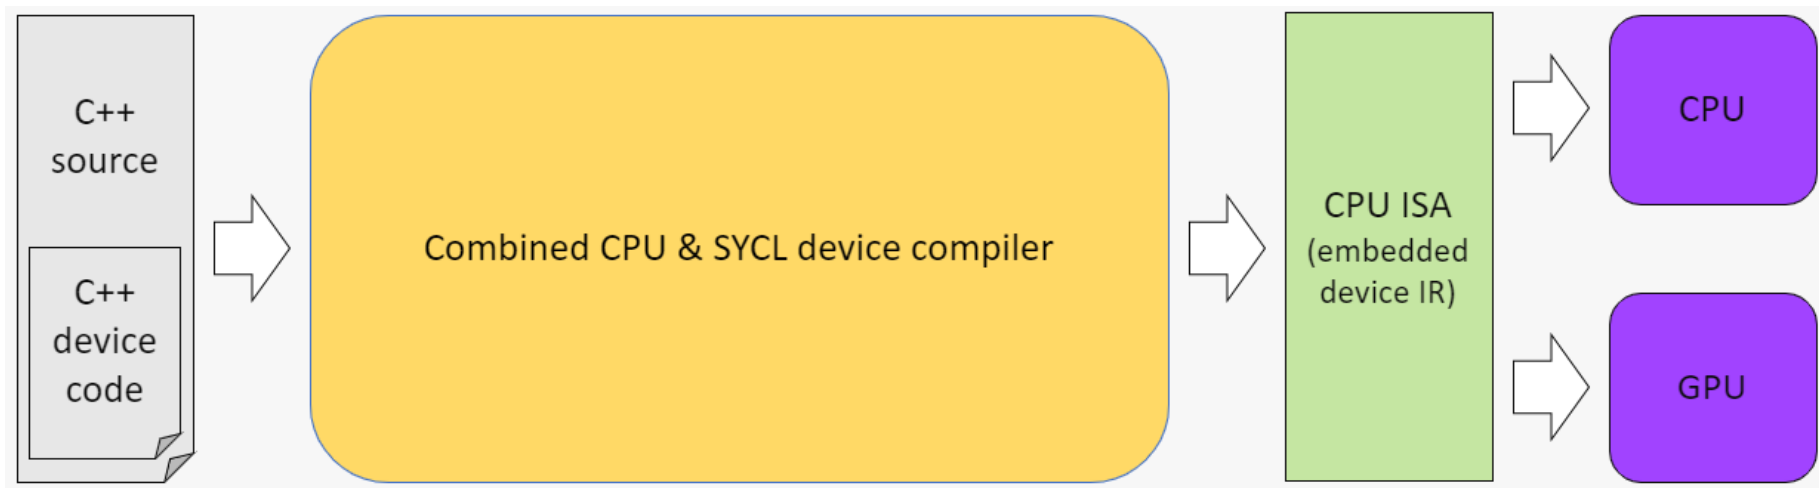 C++
source
C++
device
code
Combined CPU & SYCL device compiler
CPU ISA
(embedded
device IR)
CPU
GPU